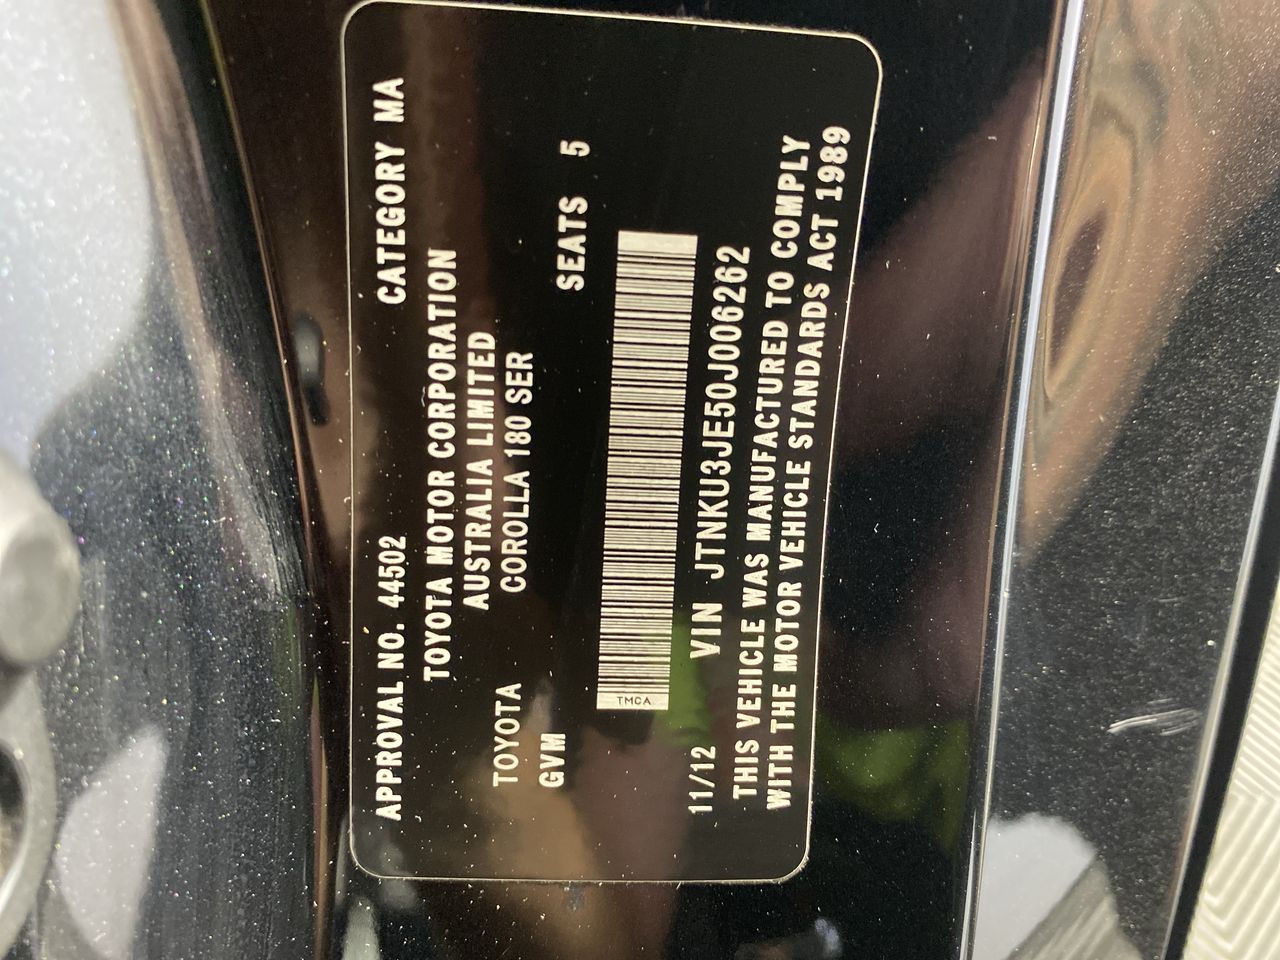 APPROVAL NO. 44502 CATEGORY MA
TOYOTA MOTOR CORPORATION
AUSTRALIA LIMITED
TOYOTA COROLLA 180 SER
GVM SEATS 5
TMCA
11/12 VIN JTNKU3JE50J006262
THIS VEHICLE WAS MANUFACTURED TO COMPLY
WITH THE MOTOR VEHICLE STANDARDS ACT 1989